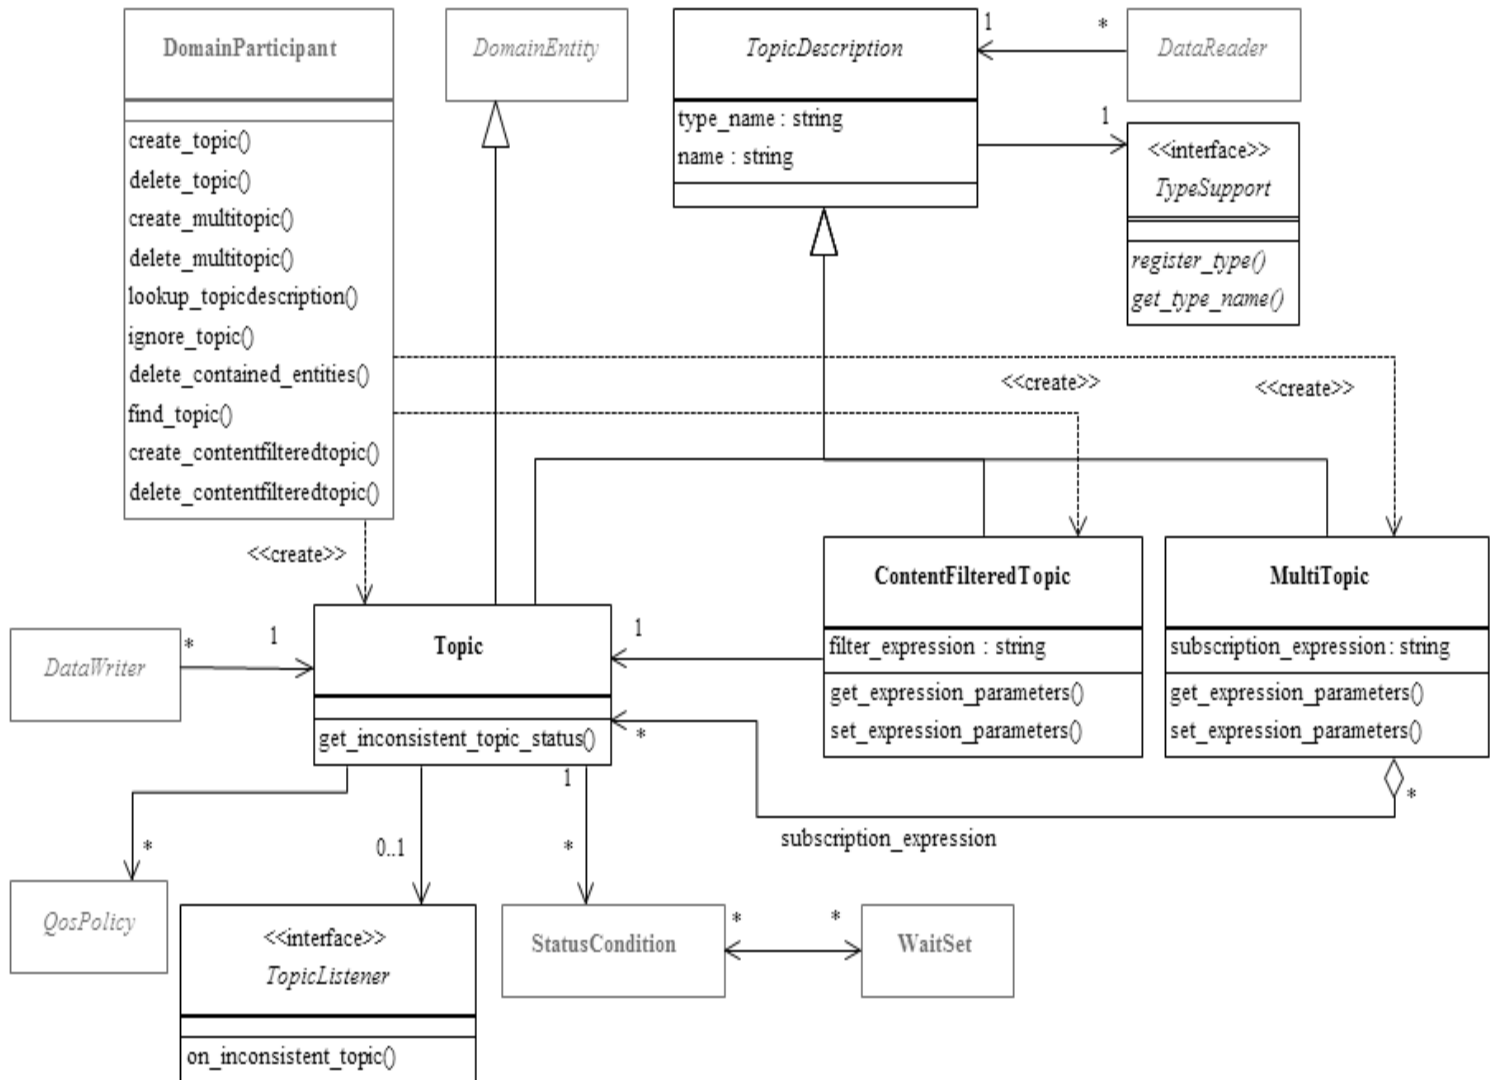 DomainParticipant
create_topic()
delete_topic()
create_multitopic()
delete_multitopic()
lookup_topicdescription()
ignore_topic()
delete_contained_entities()
find_topic()
create_contentfilteredtopic()
delete_contentfilteredtopic()
DomainEntity
TopicDescription
type_name : string
name : string
1
*
DataReader
1
<<interface>>
TypeSupport
register_type()
get_type_name()
<<create>>
<<create>>
<<create>>
DataWriter
*
1
Topic
get_inconsistent_topic_status()
1
ContentFilteredTopic
filter_expression : string
get_expression_parameters()
set_expression_parameters()
MultiTopic
subscription_expression : string
get_expression_parameters()
set_expression_parameters()
*
*
subscription_expression
*
QosPolicy
0..1
<<interface>>
TopicListener
on_inconsistent_topic()
1
*
StatusCondition
*
*
WaitSet